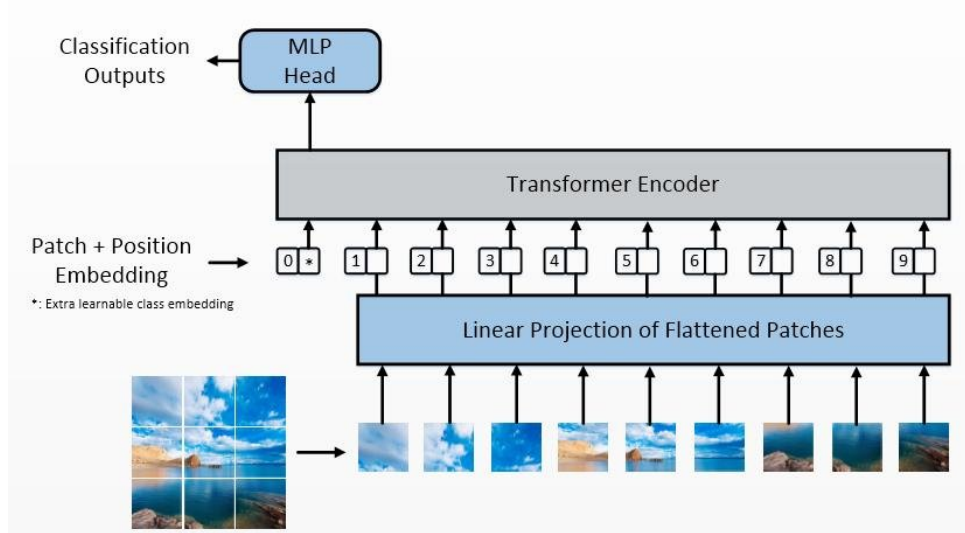 Classification
Outputs
MLP
Head
Transformer Encoder
Patch + Position
Embedding
*: Extra learnable class embedding
0 * 1 2 3 4 5 6 7 8 9
Linear Projection of Flattened Patches